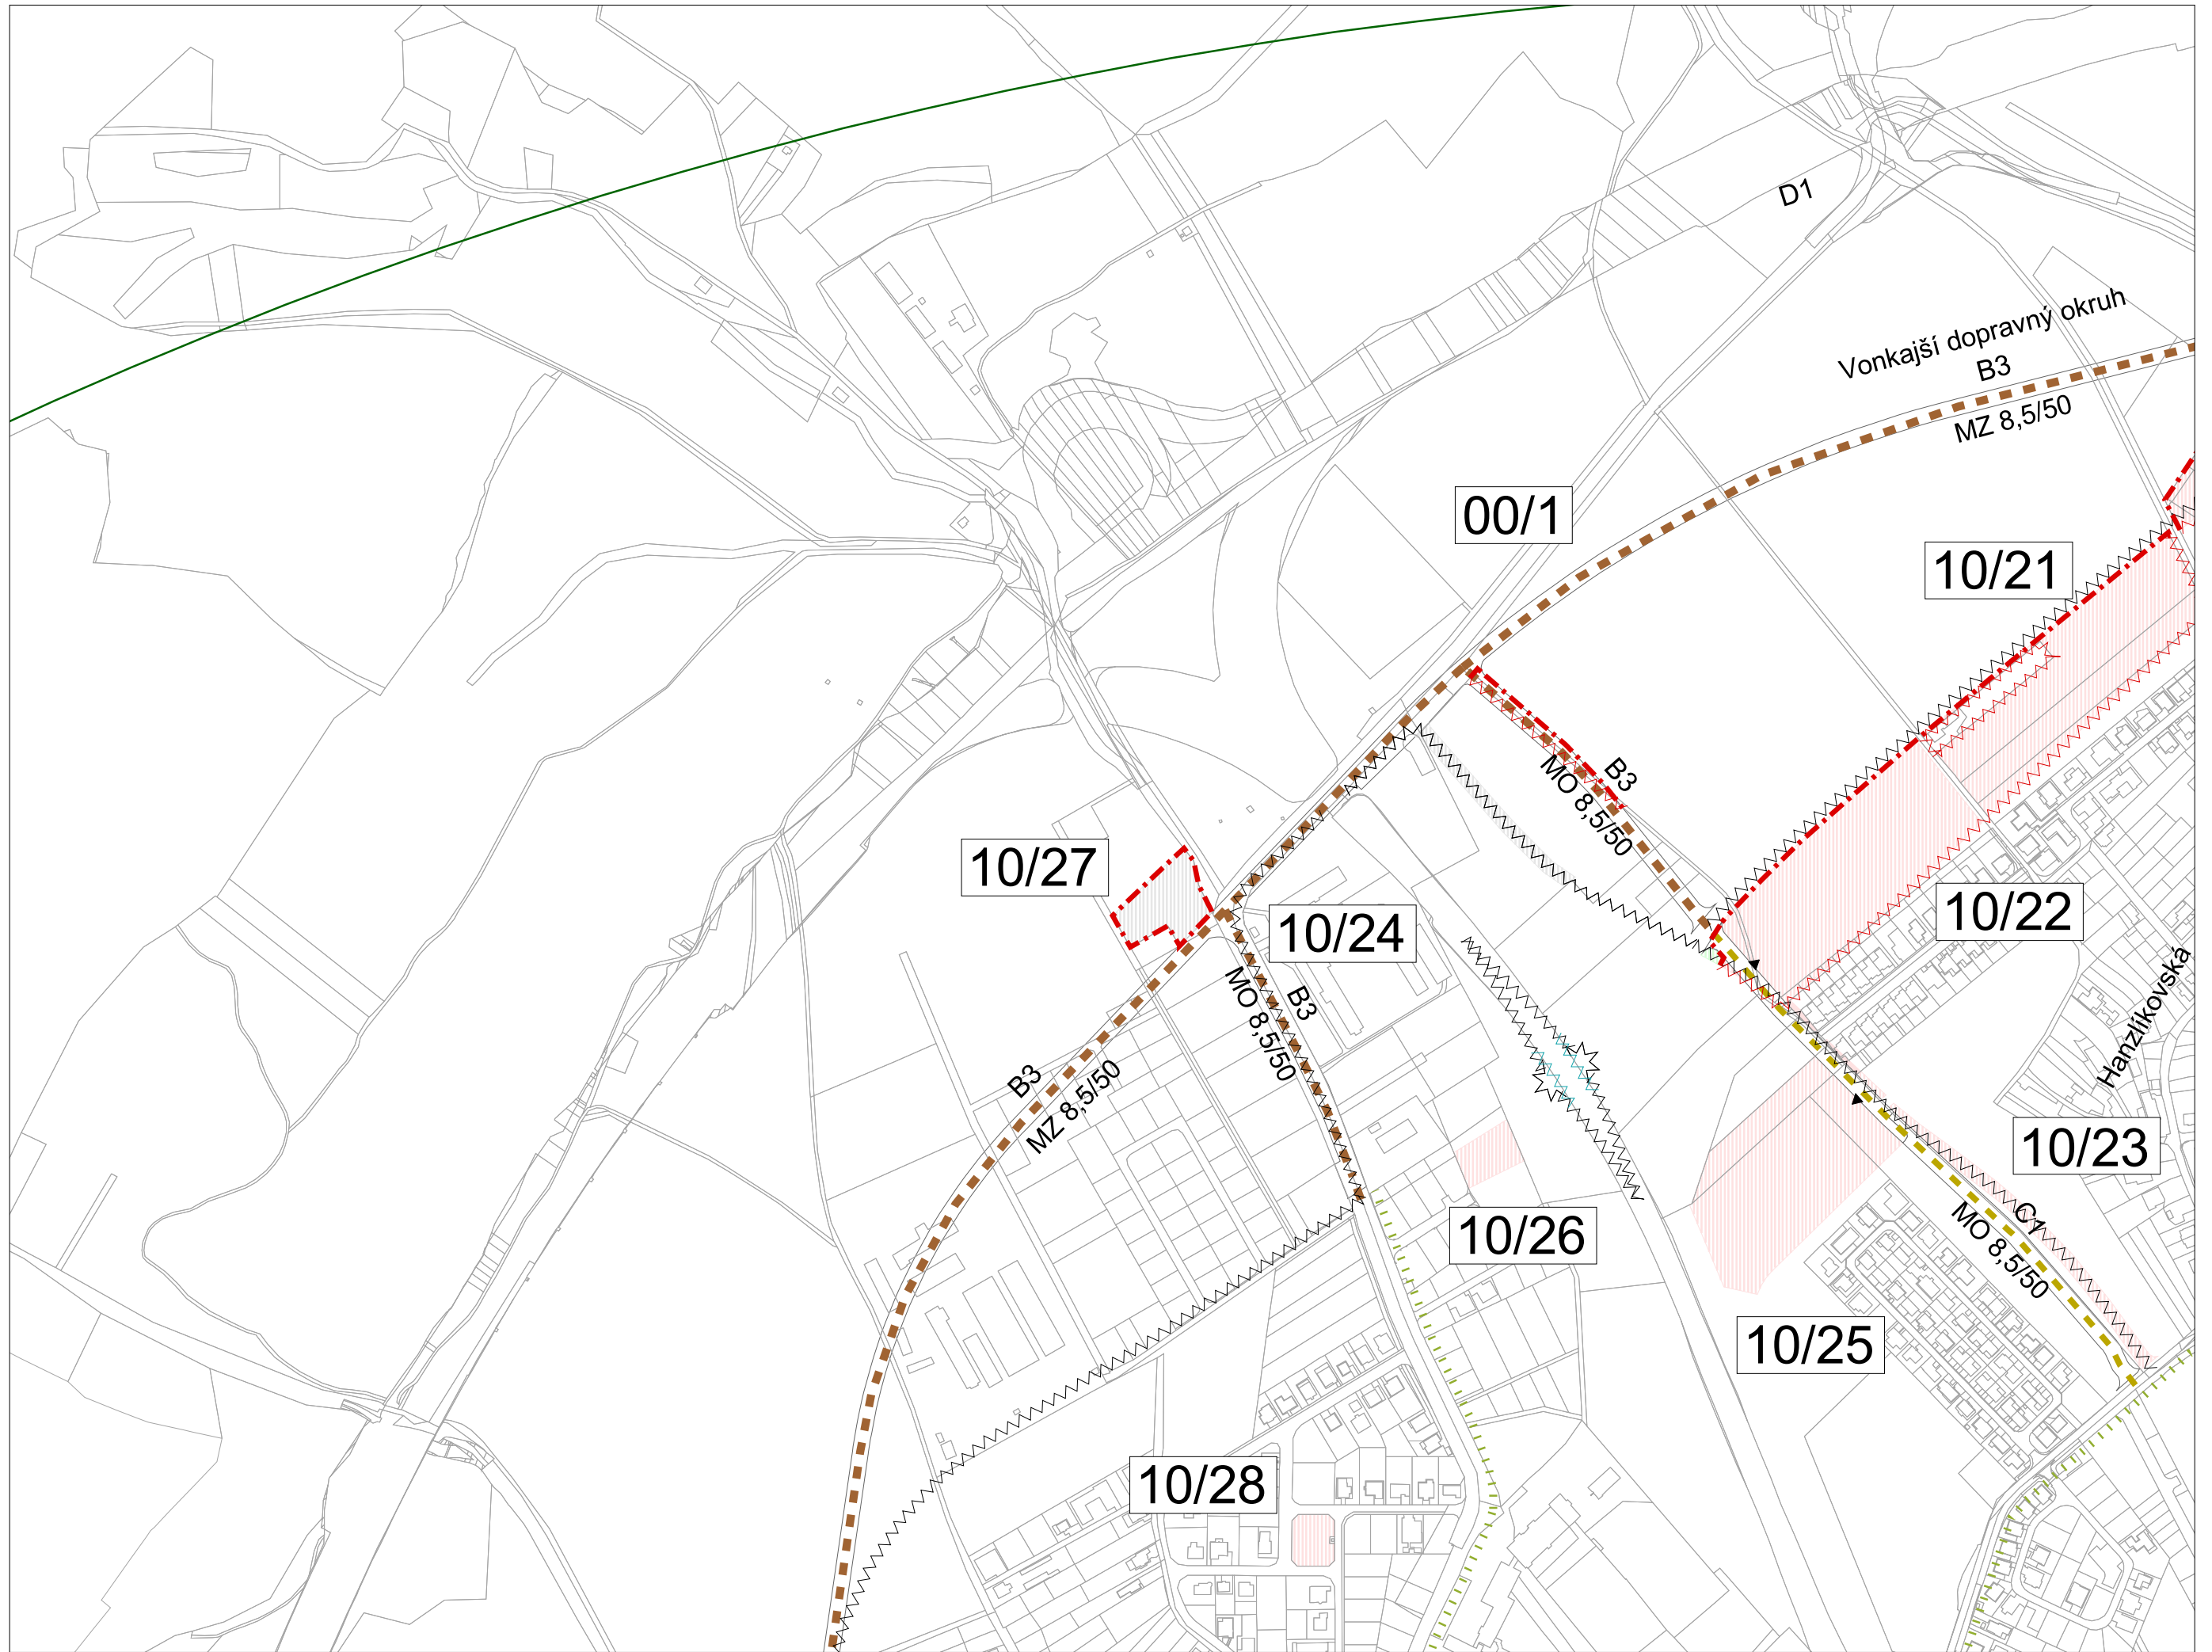 D1
Vonkajší dopravný okruh
B3
MZ 8,5/50
00/1
10/21
B3
MO 8,5/50
10/27
10/24
10/22
B3
MO 8,5/50
Hanzlíkovská
B3
MZ 8,5/50
10/23
10/26
C1
MO 8,5/50
10/25
10/28